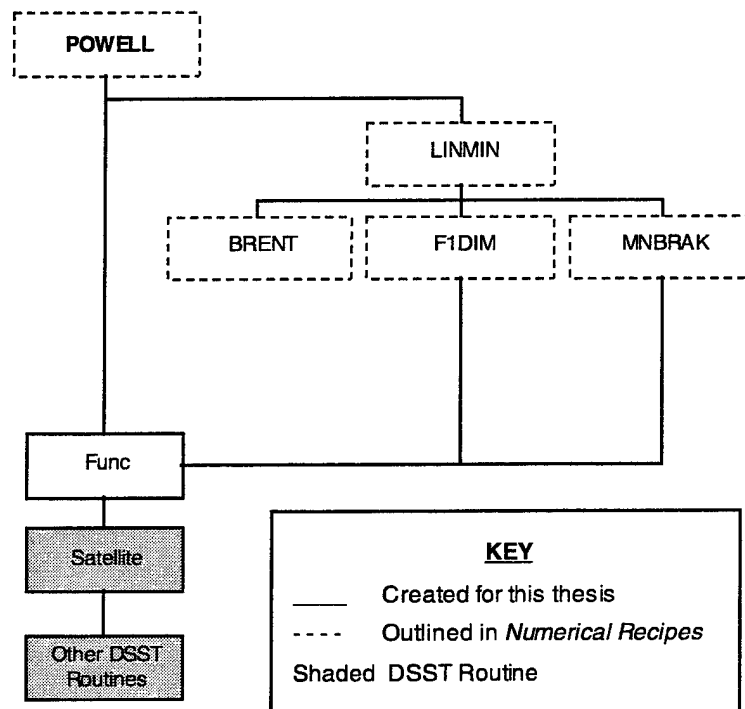 POWELL
LINMIN
BRENT
F1DIM
MNBRAK
Func
Satellite
Other DSST
Routines
KEY
Created for this thesis
Outlined in Numerical Recipes
Shaded DSST Routine